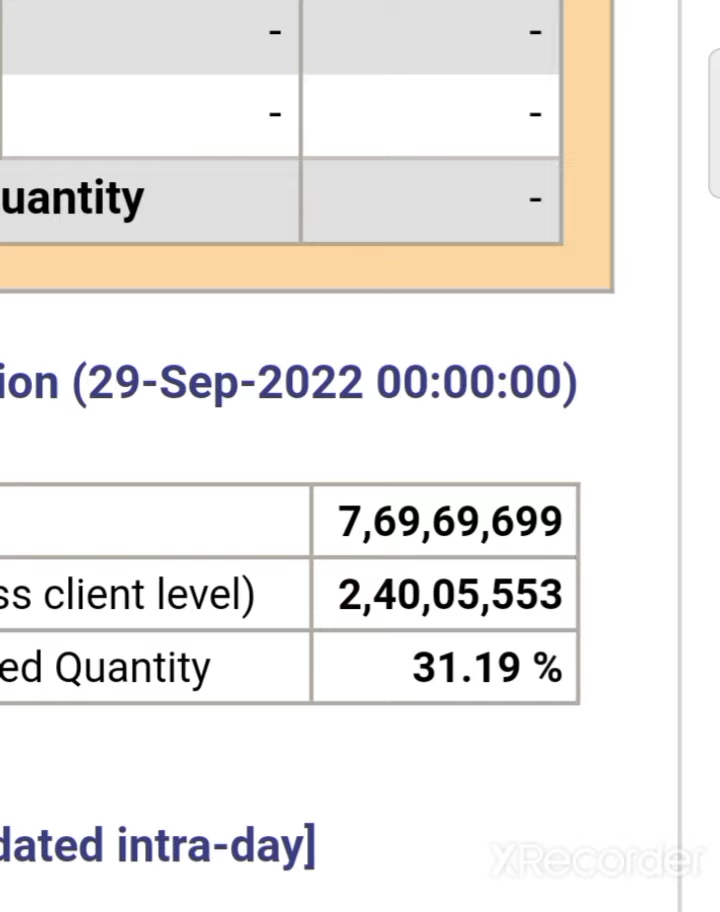 - -
- -
uantity -
ion (29-Sep-2022 00:00:00)
7,69,69,699
ss client level) 2,40,05,553
ed Quantity 31.19 %
dated intra-day]
XRecorder